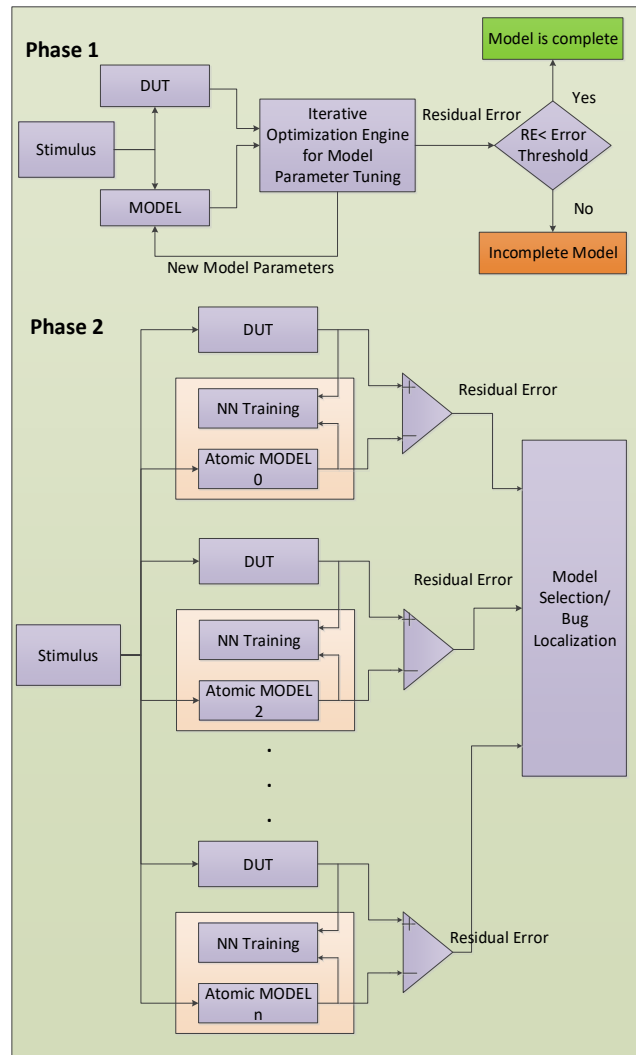 Phase 1
Model is complete
DUT
Stimulus
MODEL
Iterative
Optimization Engine
for Model
Parameter Tuning
Residual Error
Yes
RE< Error
Threshold
No
Incomplete Model
New Model Parameters
Phase 2
DUT
NN Training
Atomic MODEL
0
+
−
Residual Error
DUT
NN Training
Atomic MODEL
2
+
−
Residual Error
Stimulus
Model
Selection/
Bug
Localization
.
.
.
DUT
NN Training
Atomic MODEL
n
+
−
Residual Error